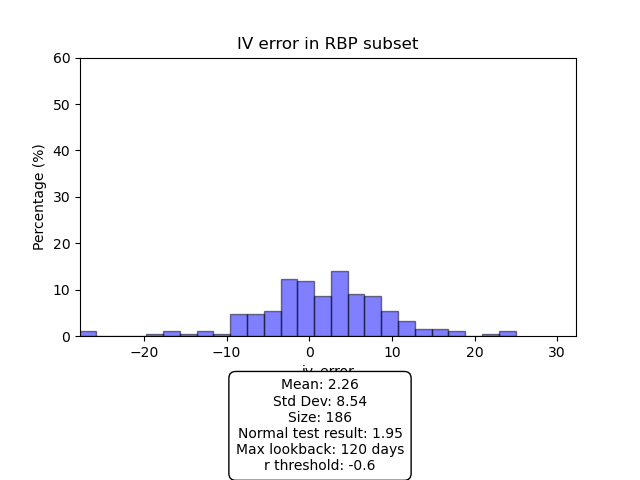 IV error in RBP subset
60
50
40
30
20
10
0
Percentage (%)
−20
−10
0
10
20
30
iv_error
Mean: 2.26
Std Dev: 8.54
Size: 186
Normal test result: 1.95
Max lookback: 120 days
r threshold: -0.6